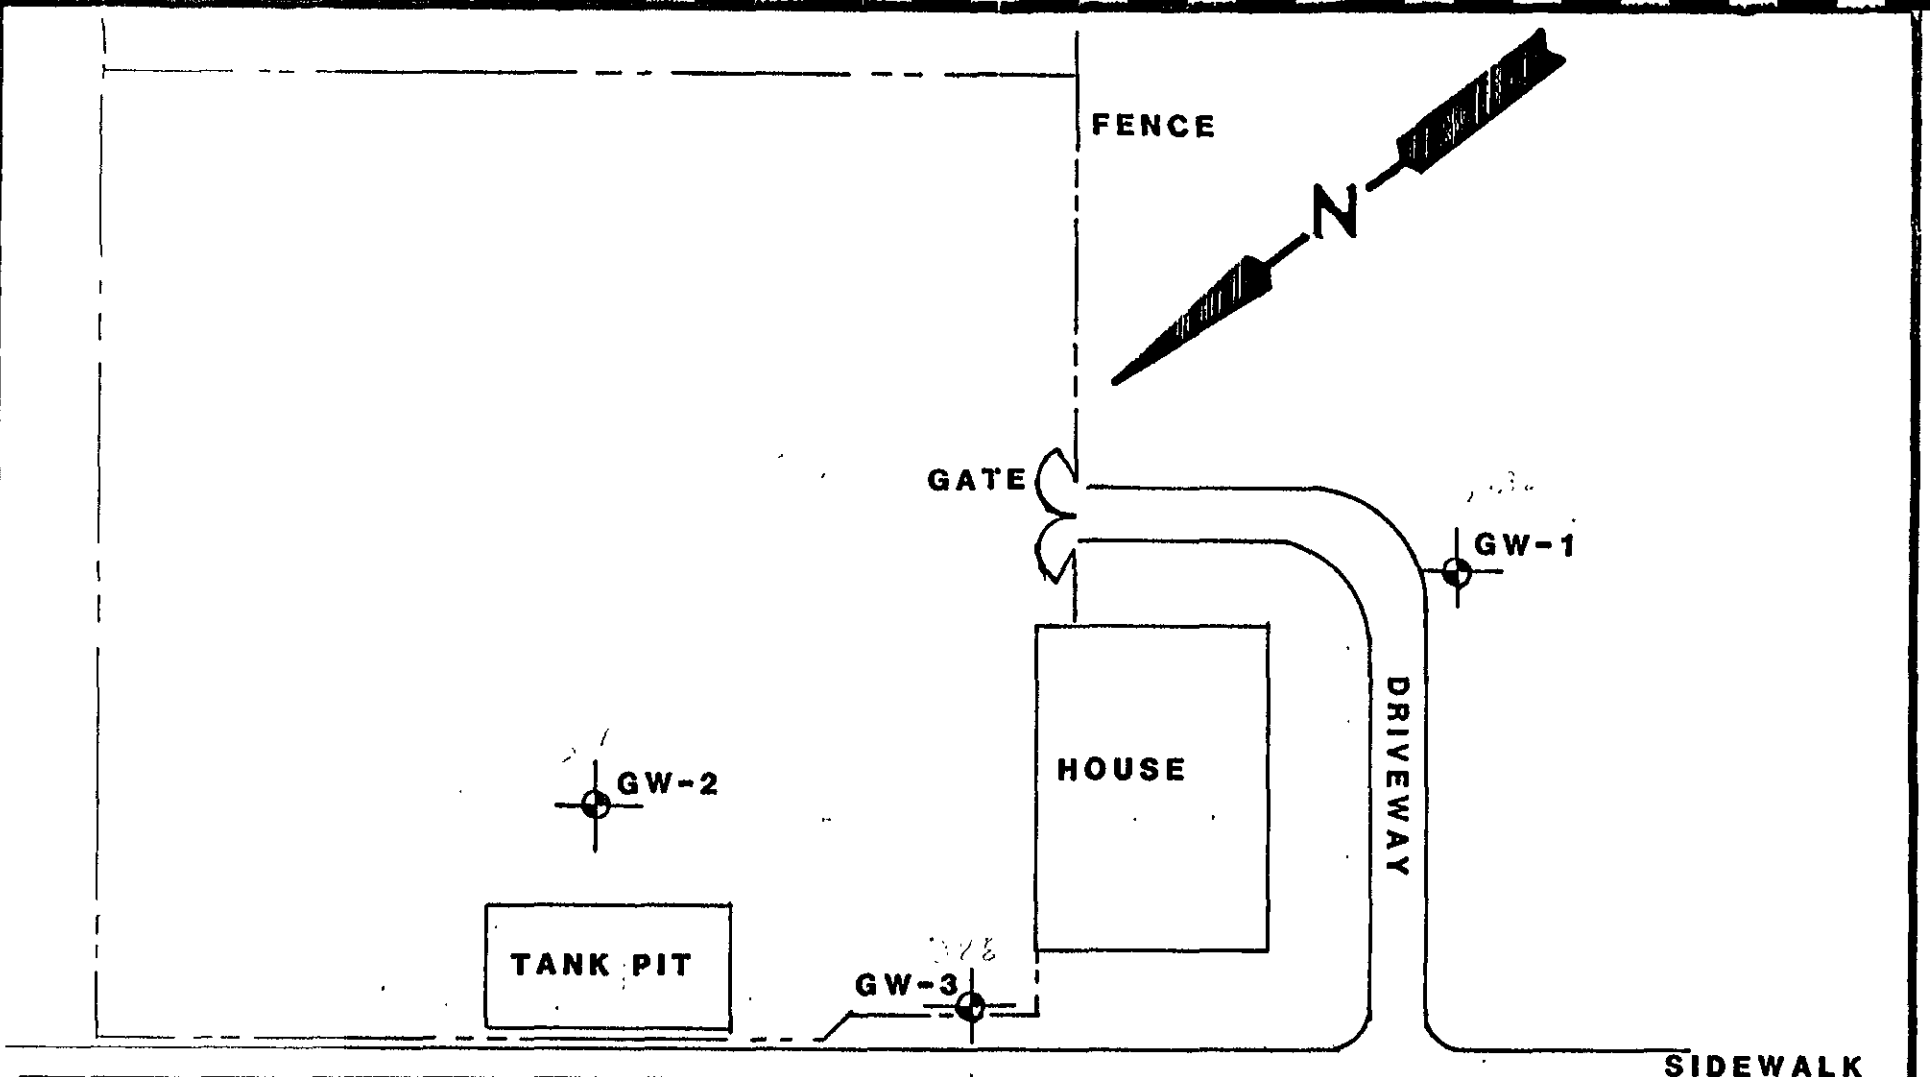 FENCE
N
GATE
GW-1
DRIVEWAY
HOUSE
GW-2
TANK PIT
GW-3
SIDEWALK